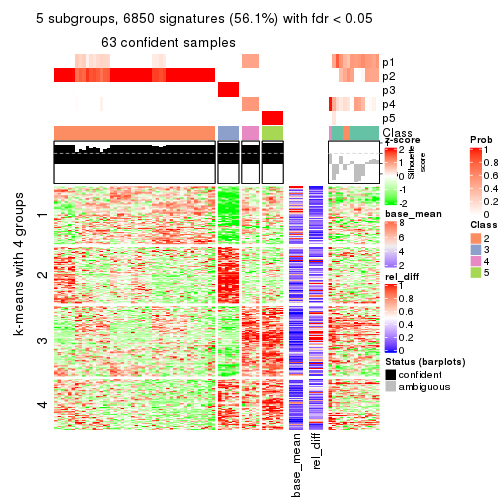 5 subgroups, 6850 signatures (56.1%) with fdr < 0.05
63 confident samples
p1
p2
p3
p4
p5
Class
Silhouette
score
k-means with 4 groups
1
2
3
4
base_mean
rel_diff
z-score
2
1
0
-1
-2
base_mean
8
6
4
2
rel_diff
1
0.8
0.6
0.4
0.2
0
Status (barplots)
confident
ambiguous
Prob
1
0.8
0.6
0.4
0.2
0
Class
2
3
4
5